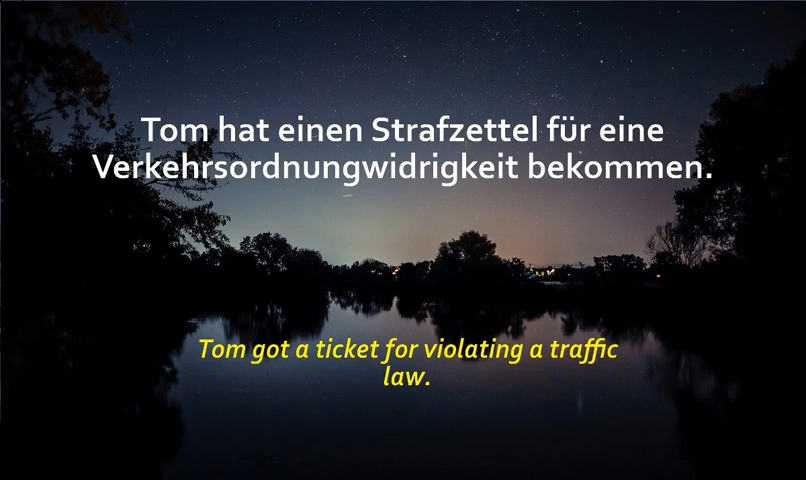 Tom hat einen Strafzettel für eine
Verkehrsordnungwidrigkeit bekommen.
Tom got a ticket for violating a traffic
law.